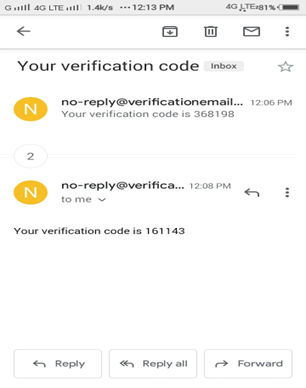 G 4G LTE 1.4k/s ··· 12:13 PM 4G LTE 81%
Your verification code Inbox
N no-reply@verificationemail... 12:06 PM
Your verification code is 368198
2
N no-reply@verifica... 12:08 PM
to me
Your verification code is 161143
Reply Reply all Forward